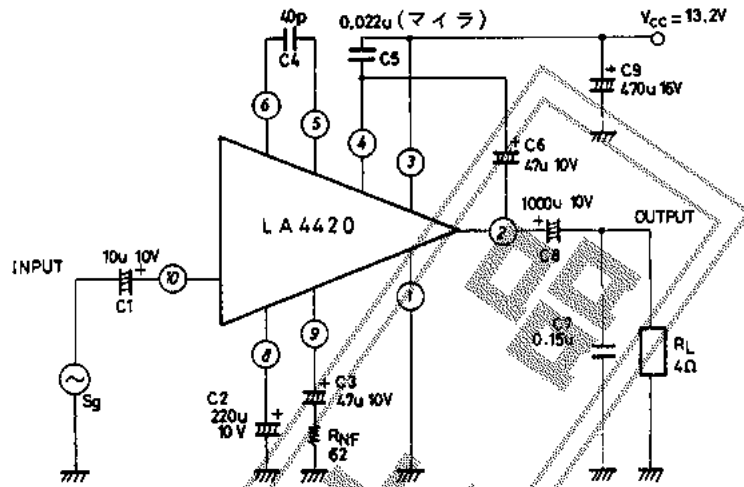 40p
C4
0,022u (マイラ)
C5
Vcc = 13.2V
C9
470u 16V
6
5
4
3
C6
47u 10V
LA4420
1000u 10V
2
C8
OUTPUT
INPUT
10u 10V
C1
10
1
C7
0.15u
RL
4Ω
8
9
Sg
C2
220u
10V
C3
47u 10V
RNF
62